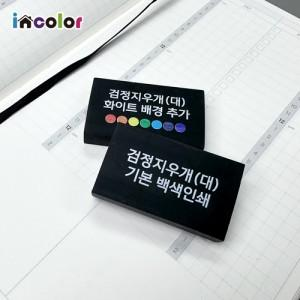 incolor
검정지우개(대)
화이트 배경 추가
검정지우개(대)
기본 백색인쇄